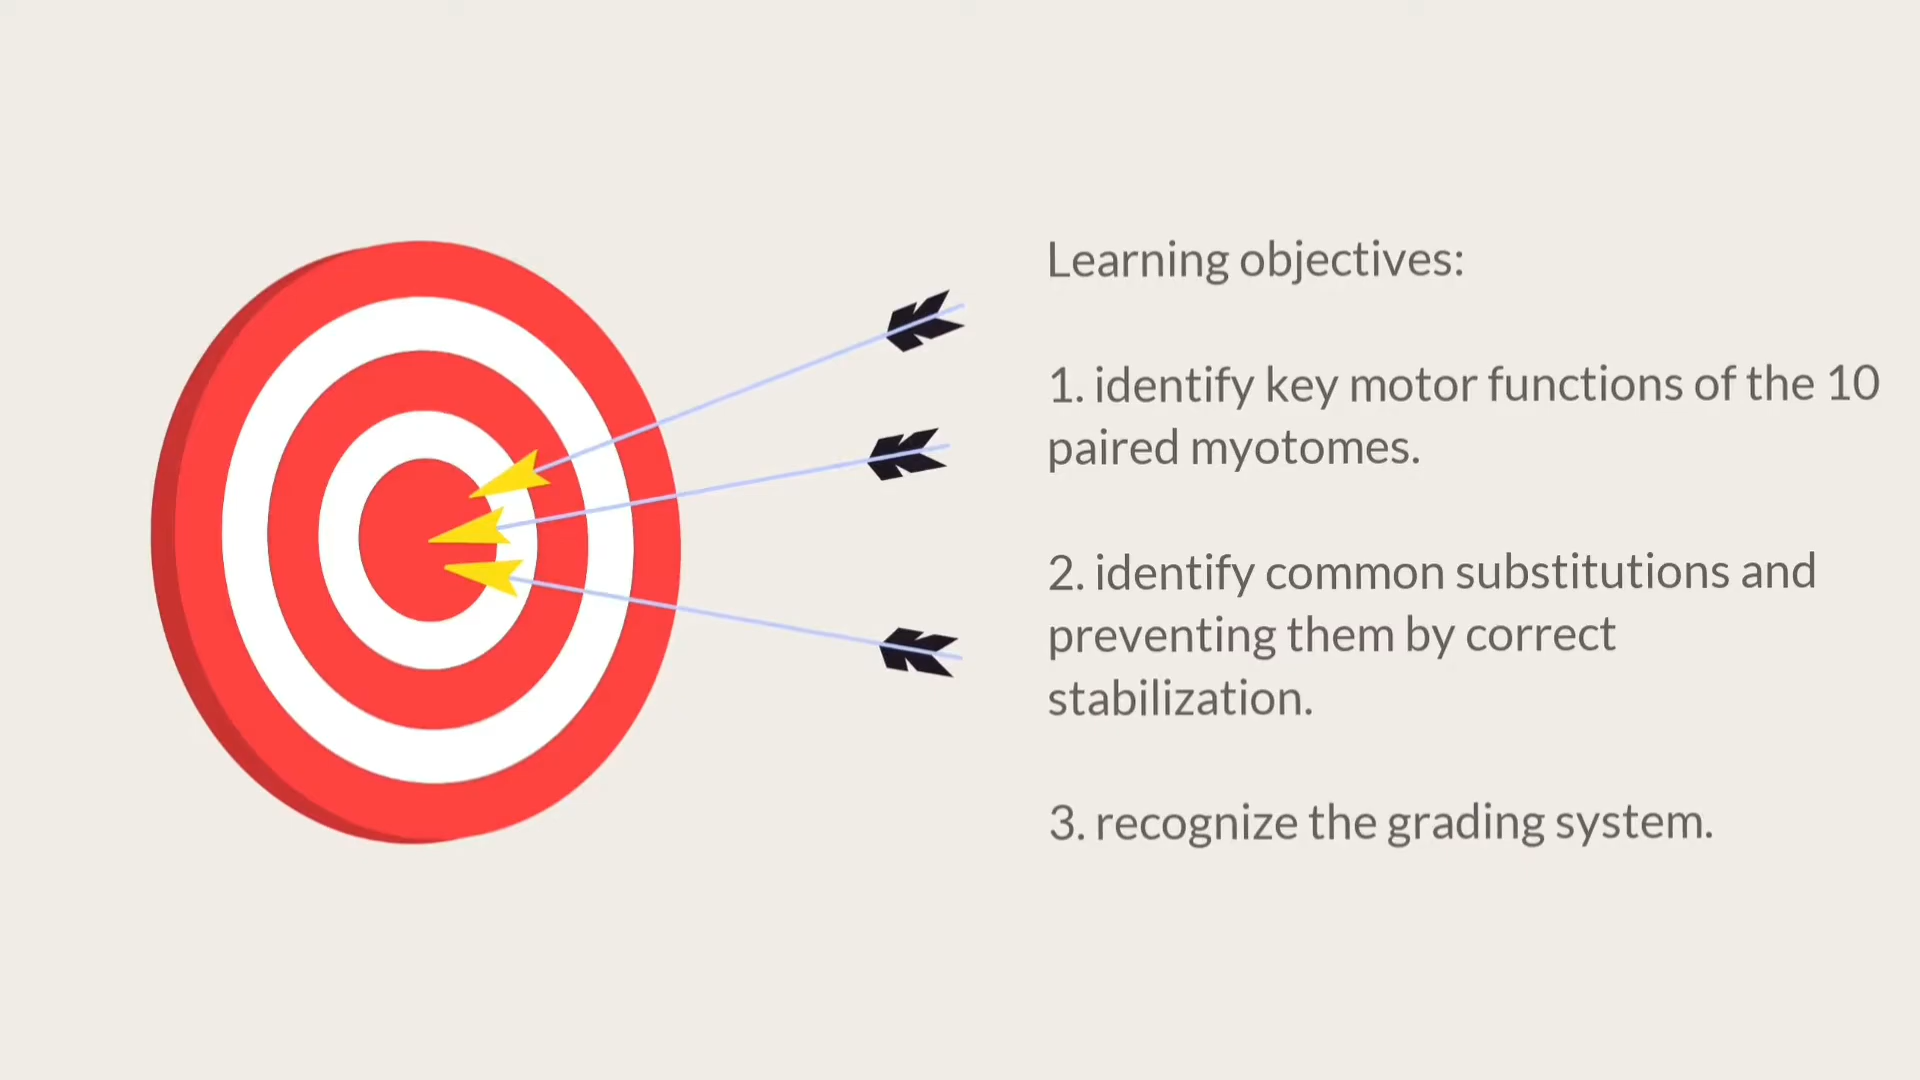 Learning objectives:
1. identify key motor functions of the 10
paired myotomes.
2. identify common substitutions and
preventing them by correct
stabilization.
3. recognize the grading system.